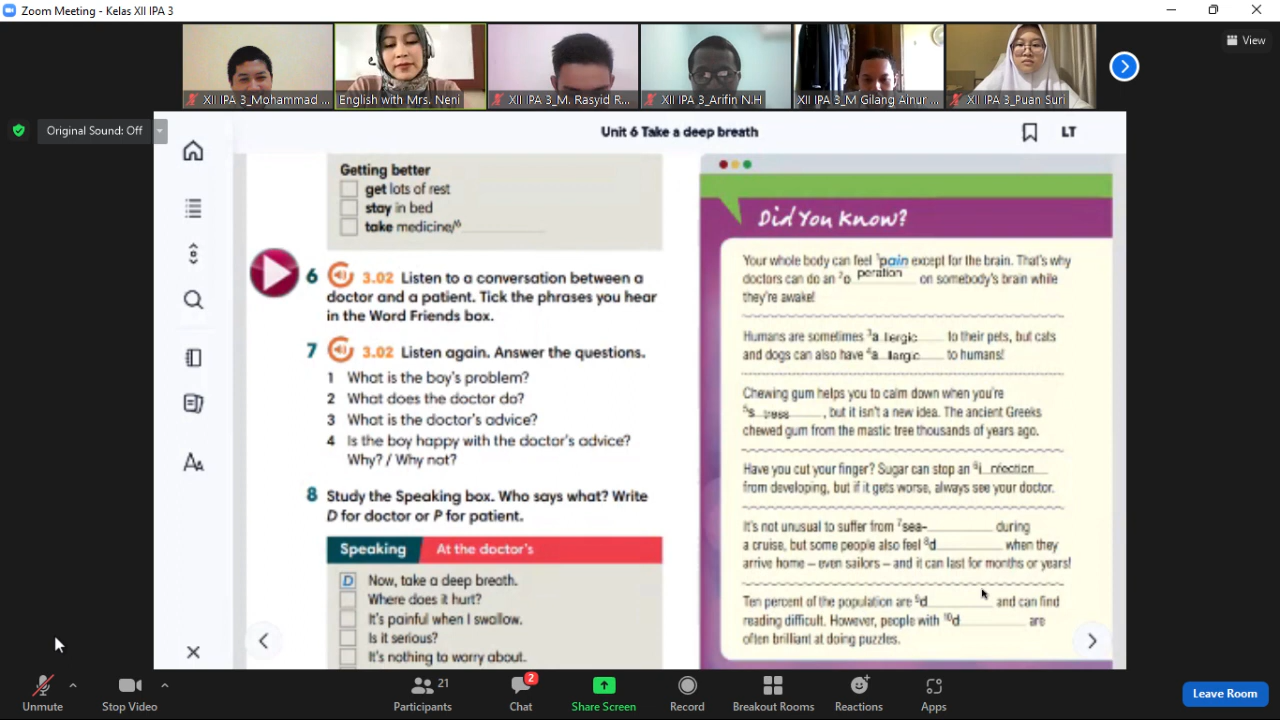 Zoom Meeting - Kelas XII IPA 3
View
XII IPA 3_Mohammad ...
English with Mrs. Neni
XII IPA 3_M. Rasyid R...
XII IPA 3_Arifin N.H
XII IPA 3_M Gilang Ainur ...
XII IPA 3_Puan Suri
Original Sound: Off
Unit 6 Take a deep breath
LT
Getting better
get lots of rest
stay in bed
take medicine/
6 3.02 Listen to a conversation between a
doctor and a patient. Tick the phrases you hear
in the Word Friends box.
7 3.02 Listen again. Answer the questions.
1 What is the boy's problem?
2 What does the doctor do?
3 What is the doctor's advice?
4 Is the boy happy with the doctor's advice?
Why? / Why not?
8 Study the Speaking box. Who says what? Write
D for doctor or P for patient.
Speaking At the doctor's
D Now, take a deep breath.
Where does it hurt?
It's painful when I swallow.
Is it serious?
It's nothing to worry about.
Did You Know?
Your whole body can feel 1pain except for the brain. That's why
doctors can do an 2o peration on somebody's brain while
they're awake!
Humans are sometimes 3a llergic to their pets, but cats
and dogs can also have 4a llargic to humans!
Chewing gum helps you to calm down when you're
5s tress , but it isn't a new idea. The ancient Greeks
chewed gum from the mastic tree thousands of years ago.
Have you cut your finger? Sugar can stop an 6i nfection
from developing, but if it gets worse, always see your doctor.
It's not unusual to suffer from 7sea- during
a cruise, but some people also feel 8d when they
arrive home – even sailors – and it can last for months or years!
Ten percent of the population are 9d and can find
reading difficult. However, people with 10d are
often brilliant at doing puzzles.
Unmute
Stop Video
21
Participants
2
Chat
Share Screen
Record
Breakout Rooms
Reactions
Apps
Leave Room